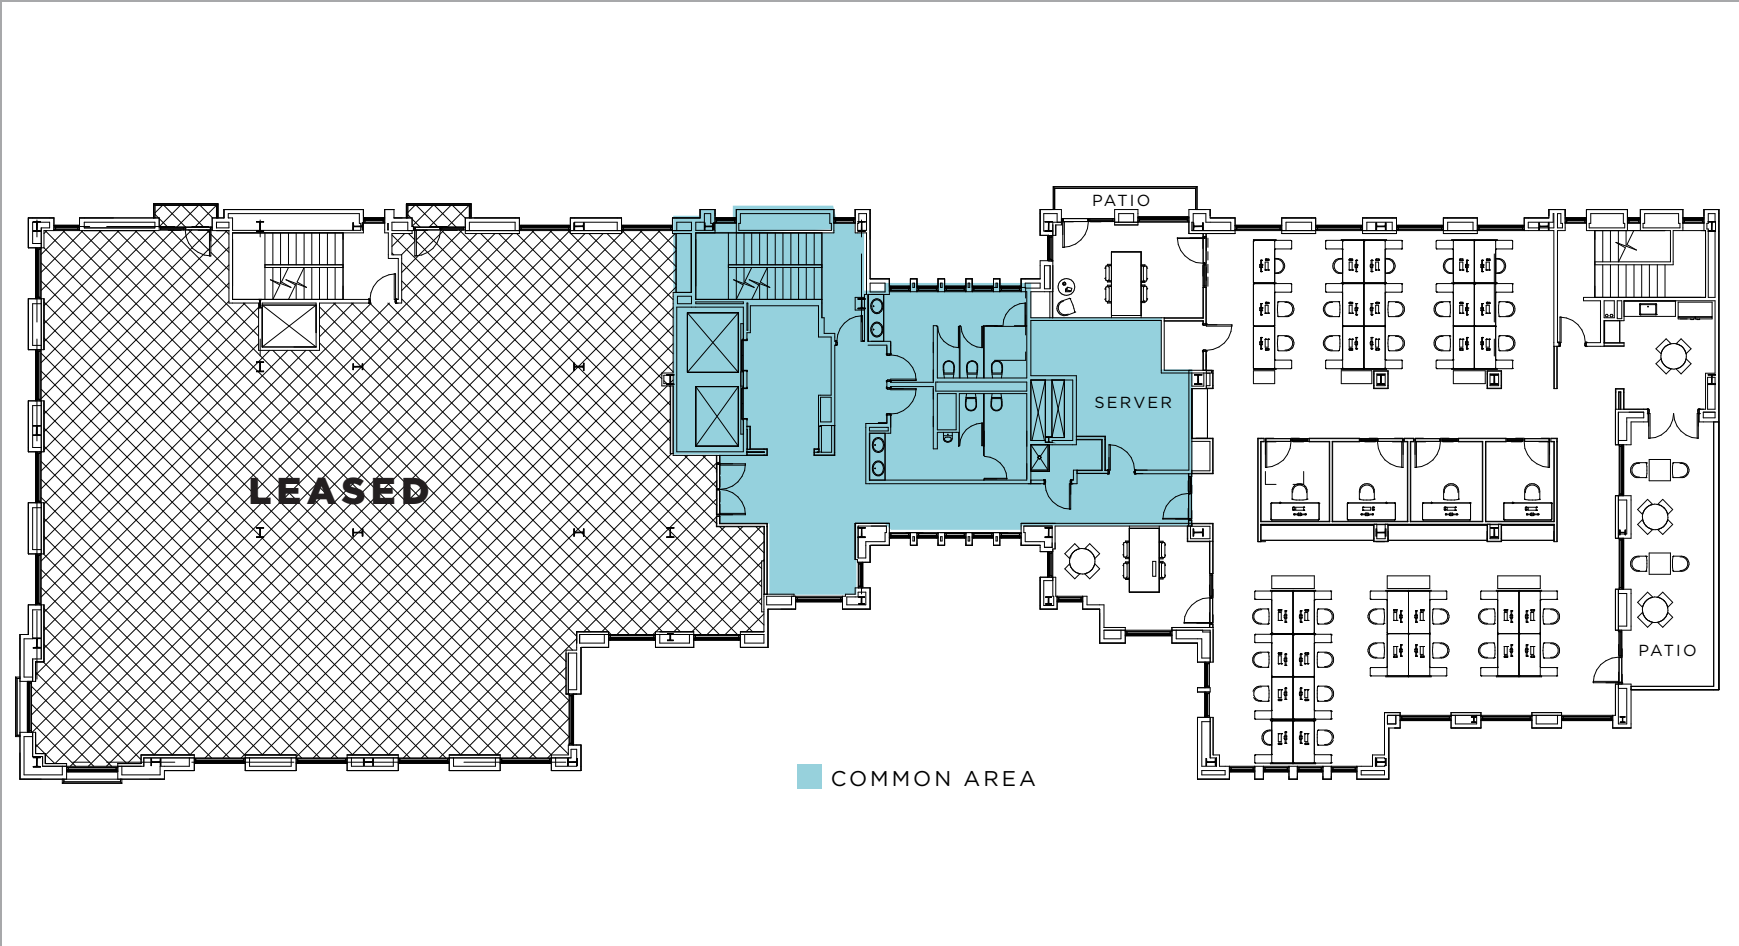 PATIO
SERVER
LEASED
PATIO
COMMON AREA